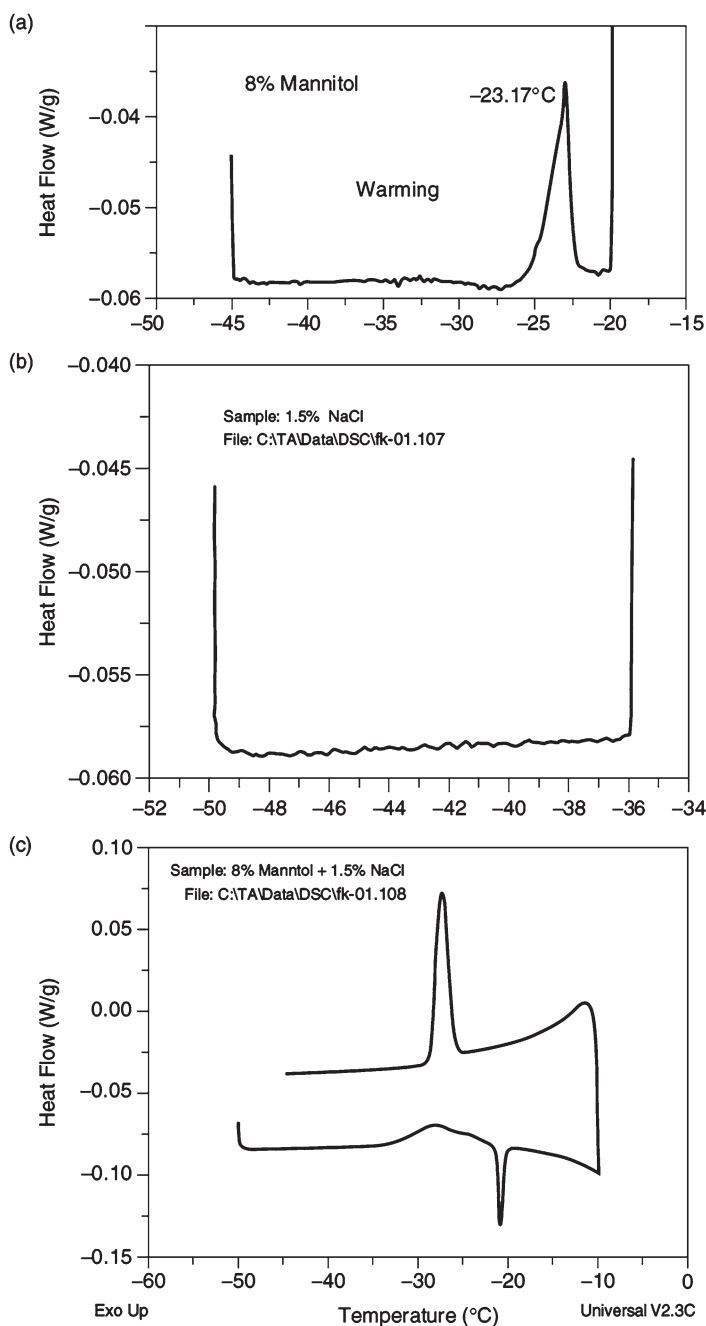 (a)
8% Mannitol
−23.17°C
Warming
Heat Flow (W/g)
−0.04
−0.05
−0.06
−50 −45 −40 −35 −30 −25 −20 −15
(b)
−0.040
Sample: 1.5% NaCl
File: C:\TA\Data\DSC\fk-01.107
−0.045
Heat Flow (W/g)
−0.050
−0.055
−0.060
−52 −50 −48 −46 −44 −42 −40 −38 −36 −34
(c)
0.10
Sample: 8% Manntol + 1.5% NaCl
File: C:\TA\Data\DSC\fk-01.108
0.05
Heat Flow (W/g)
0.00
−0.05
−0.10
−0.15
−60 −50 −40 −30 −20 −10 0
Exo Up Temperature (°C) Universal V2.3C